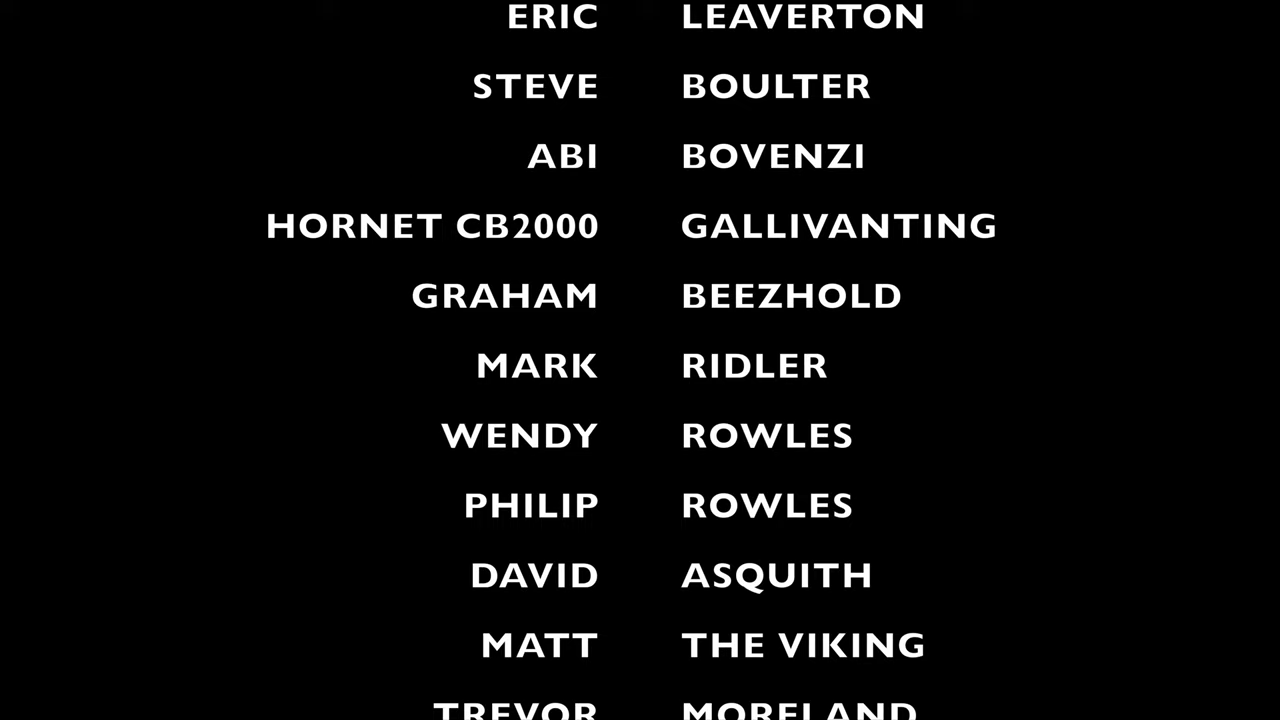 ERIC LEAVERTON
STEVE BOULTER
ABI BOVENZI
HORNET CB2000 GALLIVANTING
GRAHAM BEEZHOLD
MARK RIDLER
WENDY ROWLES
PHILIP ROWLES
DAVID ASQUITH
MATT THE VIKING
TREVOR MORELAND